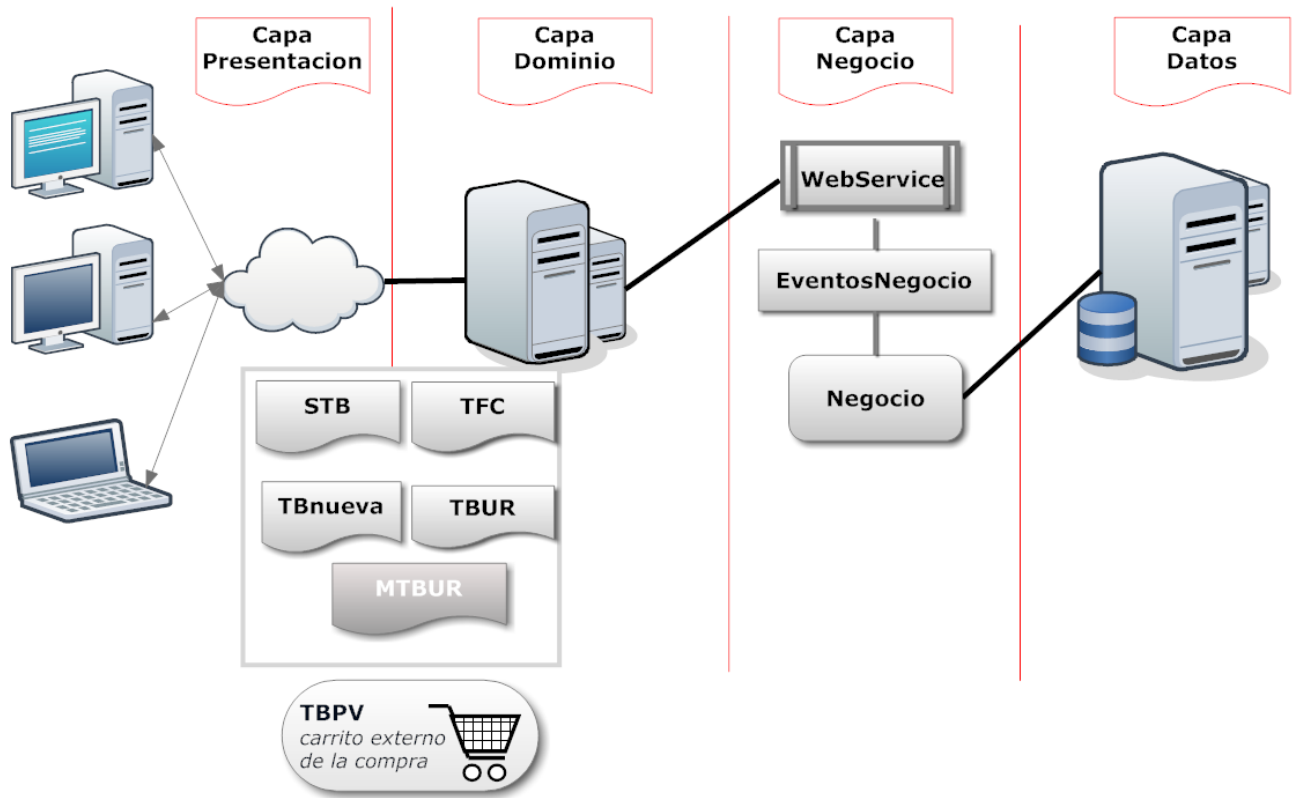 Capa
Presentacion
Capa
Dominio
Capa
Negocio
Capa
Datos
WebService
EventosNegocio
Negocio
STB
TFC
TBnueva
TBUR
MTBUR
TBPV
carrito externo
de la compra